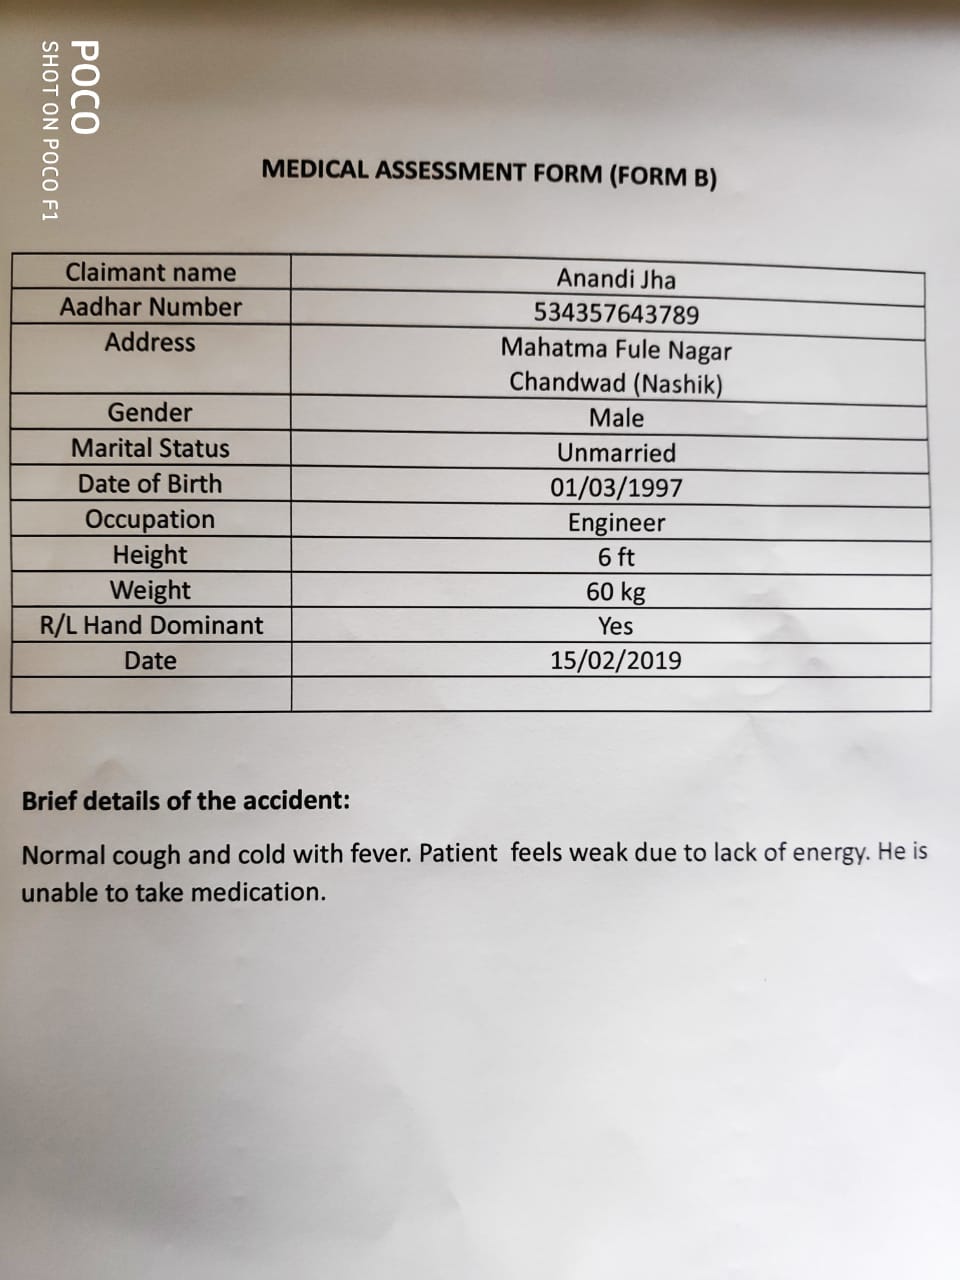 POCO
SHOT ON POCO F1
MEDICAL ASSESSMENT FORM (FORM B)
Claimant name Anandi Jha
Aadhar Number 534357643789
Address Mahatma Fule Nagar
Chandwad (Nashik)
Gender Male
Marital Status Unmarried
Date of Birth 01/03/1997
Occupation Engineer
Height 6 ft
Weight 60 kg
R/L Hand Dominant Yes
Date 15/02/2019
Brief details of the accident:
Normal cough and cold with fever. Patient feels weak due to lack of energy. He is
unable to take medication.